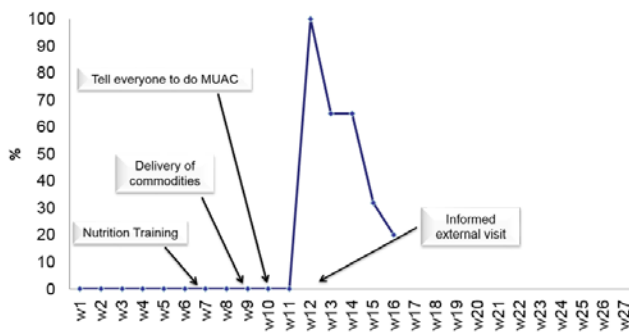 100
90
80
70
60
50
40
30
20
10
0
%
Tell everyone to do MUAC
Delivery of
commodities
Nutrition Training
Informed
external visit
w1
w2
w3
w4
w5
w6
w7
w8
w9
w10
w11
w12
w13
w14
w15
w16
w17
w18
w19
w20
w21
w22
w23
w24
w25
w26
w27